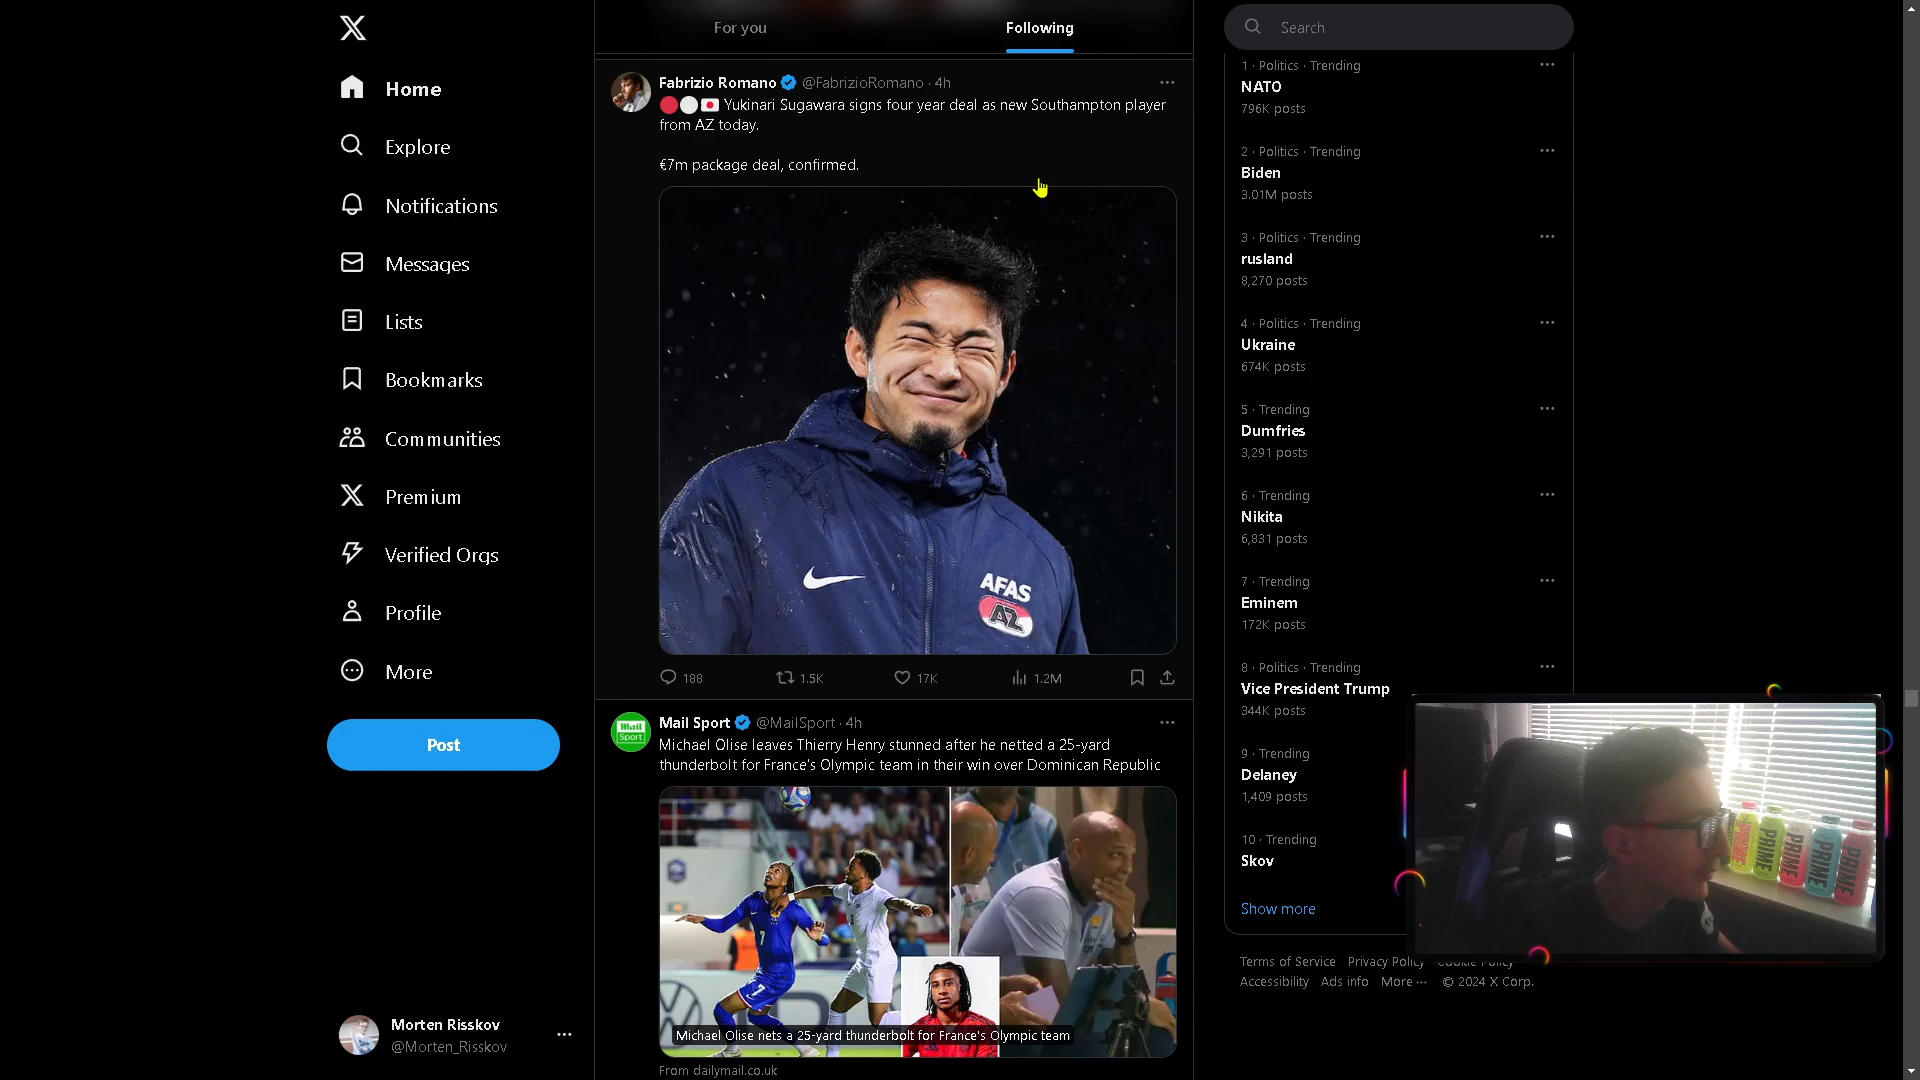 Home
Explore
Notifications
Messages
Lists
Bookmarks
Communities
Premium
Verified Orgs
Profile
More
Post
Morten Risskov
@Morten_Risskov
For you
Following
Fabrizio Romano @FabrizioRomano · 4h
🔴⚪️🇯🇵 Yukinari Sugawara signs four year deal as new Southampton player
from AZ today.
€7m package deal, confirmed.
AFAS
AZ
188
1.5K
17K
1.2M
Mail Sport @MailSport · 4h
Michael Olise leaves Thierry Henry stunned after he netted a 25-yard
thunderbolt for France's Olympic team in their win over Dominican Republic
Mail
Sport
7
7
Michael Olise nets a 25-yard thunderbolt for France's Olympic team
From dailymail.co.uk
Search
1 · Politics · Trending
NATO
796K posts
2 · Politics · Trending
Biden
3.01M posts
3 · Politics · Trending
rusland
8,270 posts
4 · Politics · Trending
Ukraine
674K posts
5 · Trending
Dumfries
3,291 posts
6 · Trending
Nikita
6,831 posts
7 · Trending
Eminem
172K posts
8 · Politics · Trending
Vice President Trump
344K posts
9 · Trending
Delaney
1,409 posts
10 · Trending
Skov
Show more
Terms of Service Privacy Policy Cookie Policy
Accessibility Ads info More ··· © 2024 X Corp.
PRIME
PRIME
PRIME
PRIME